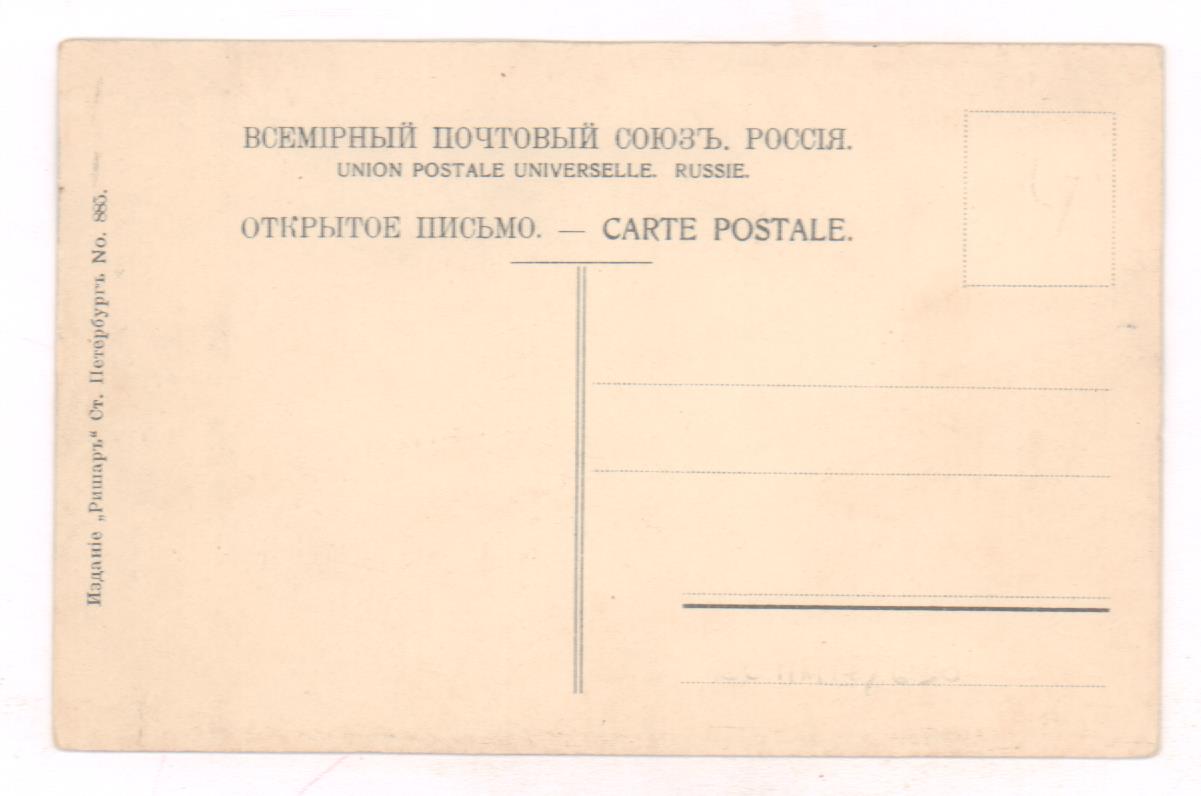 ВСЕМІРНЫЙ ПОЧТОВЫЙ СОЮЗЪ. РОССІЯ.
UNION POSTALE UNIVERSELLE. RUSSIE.
ОТКРЫТОЕ ПИСЬМО. — CARTE POSTALE.
Изданіе „Ришаръ“ Ст. Петербургъ No. 885.